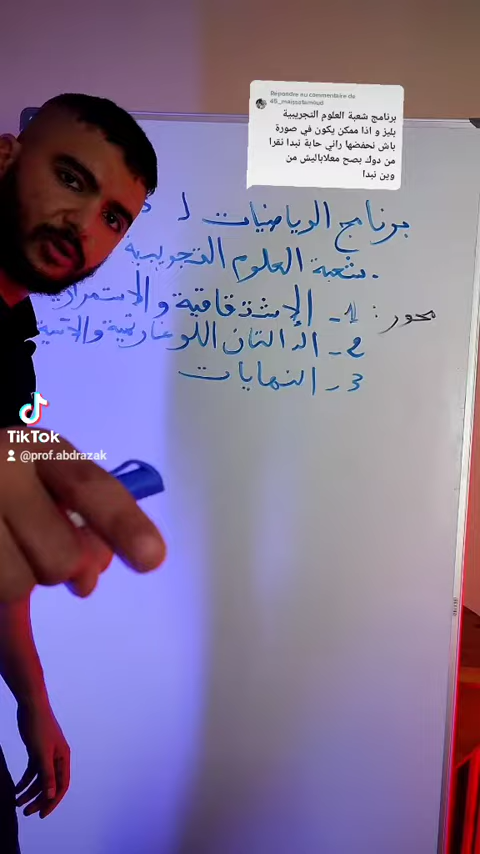 Répondre au commentaire de
برنامج شعبة العلوم التجريبية
بليز و اذا ممكن يكون في صورة
باش نحفضها راني حابة نبدا نقرا
من دوك بصح معلاباليش من
وين نبدا
برنامج الرياضيات لـ
شعبة العلوم التجريبية
محور: 1- الإشتقاقية والاستمرارية
2- الدالتان اللوغاريتمية والأسية
3- النهايات
TikTok
@prof.abdrazak